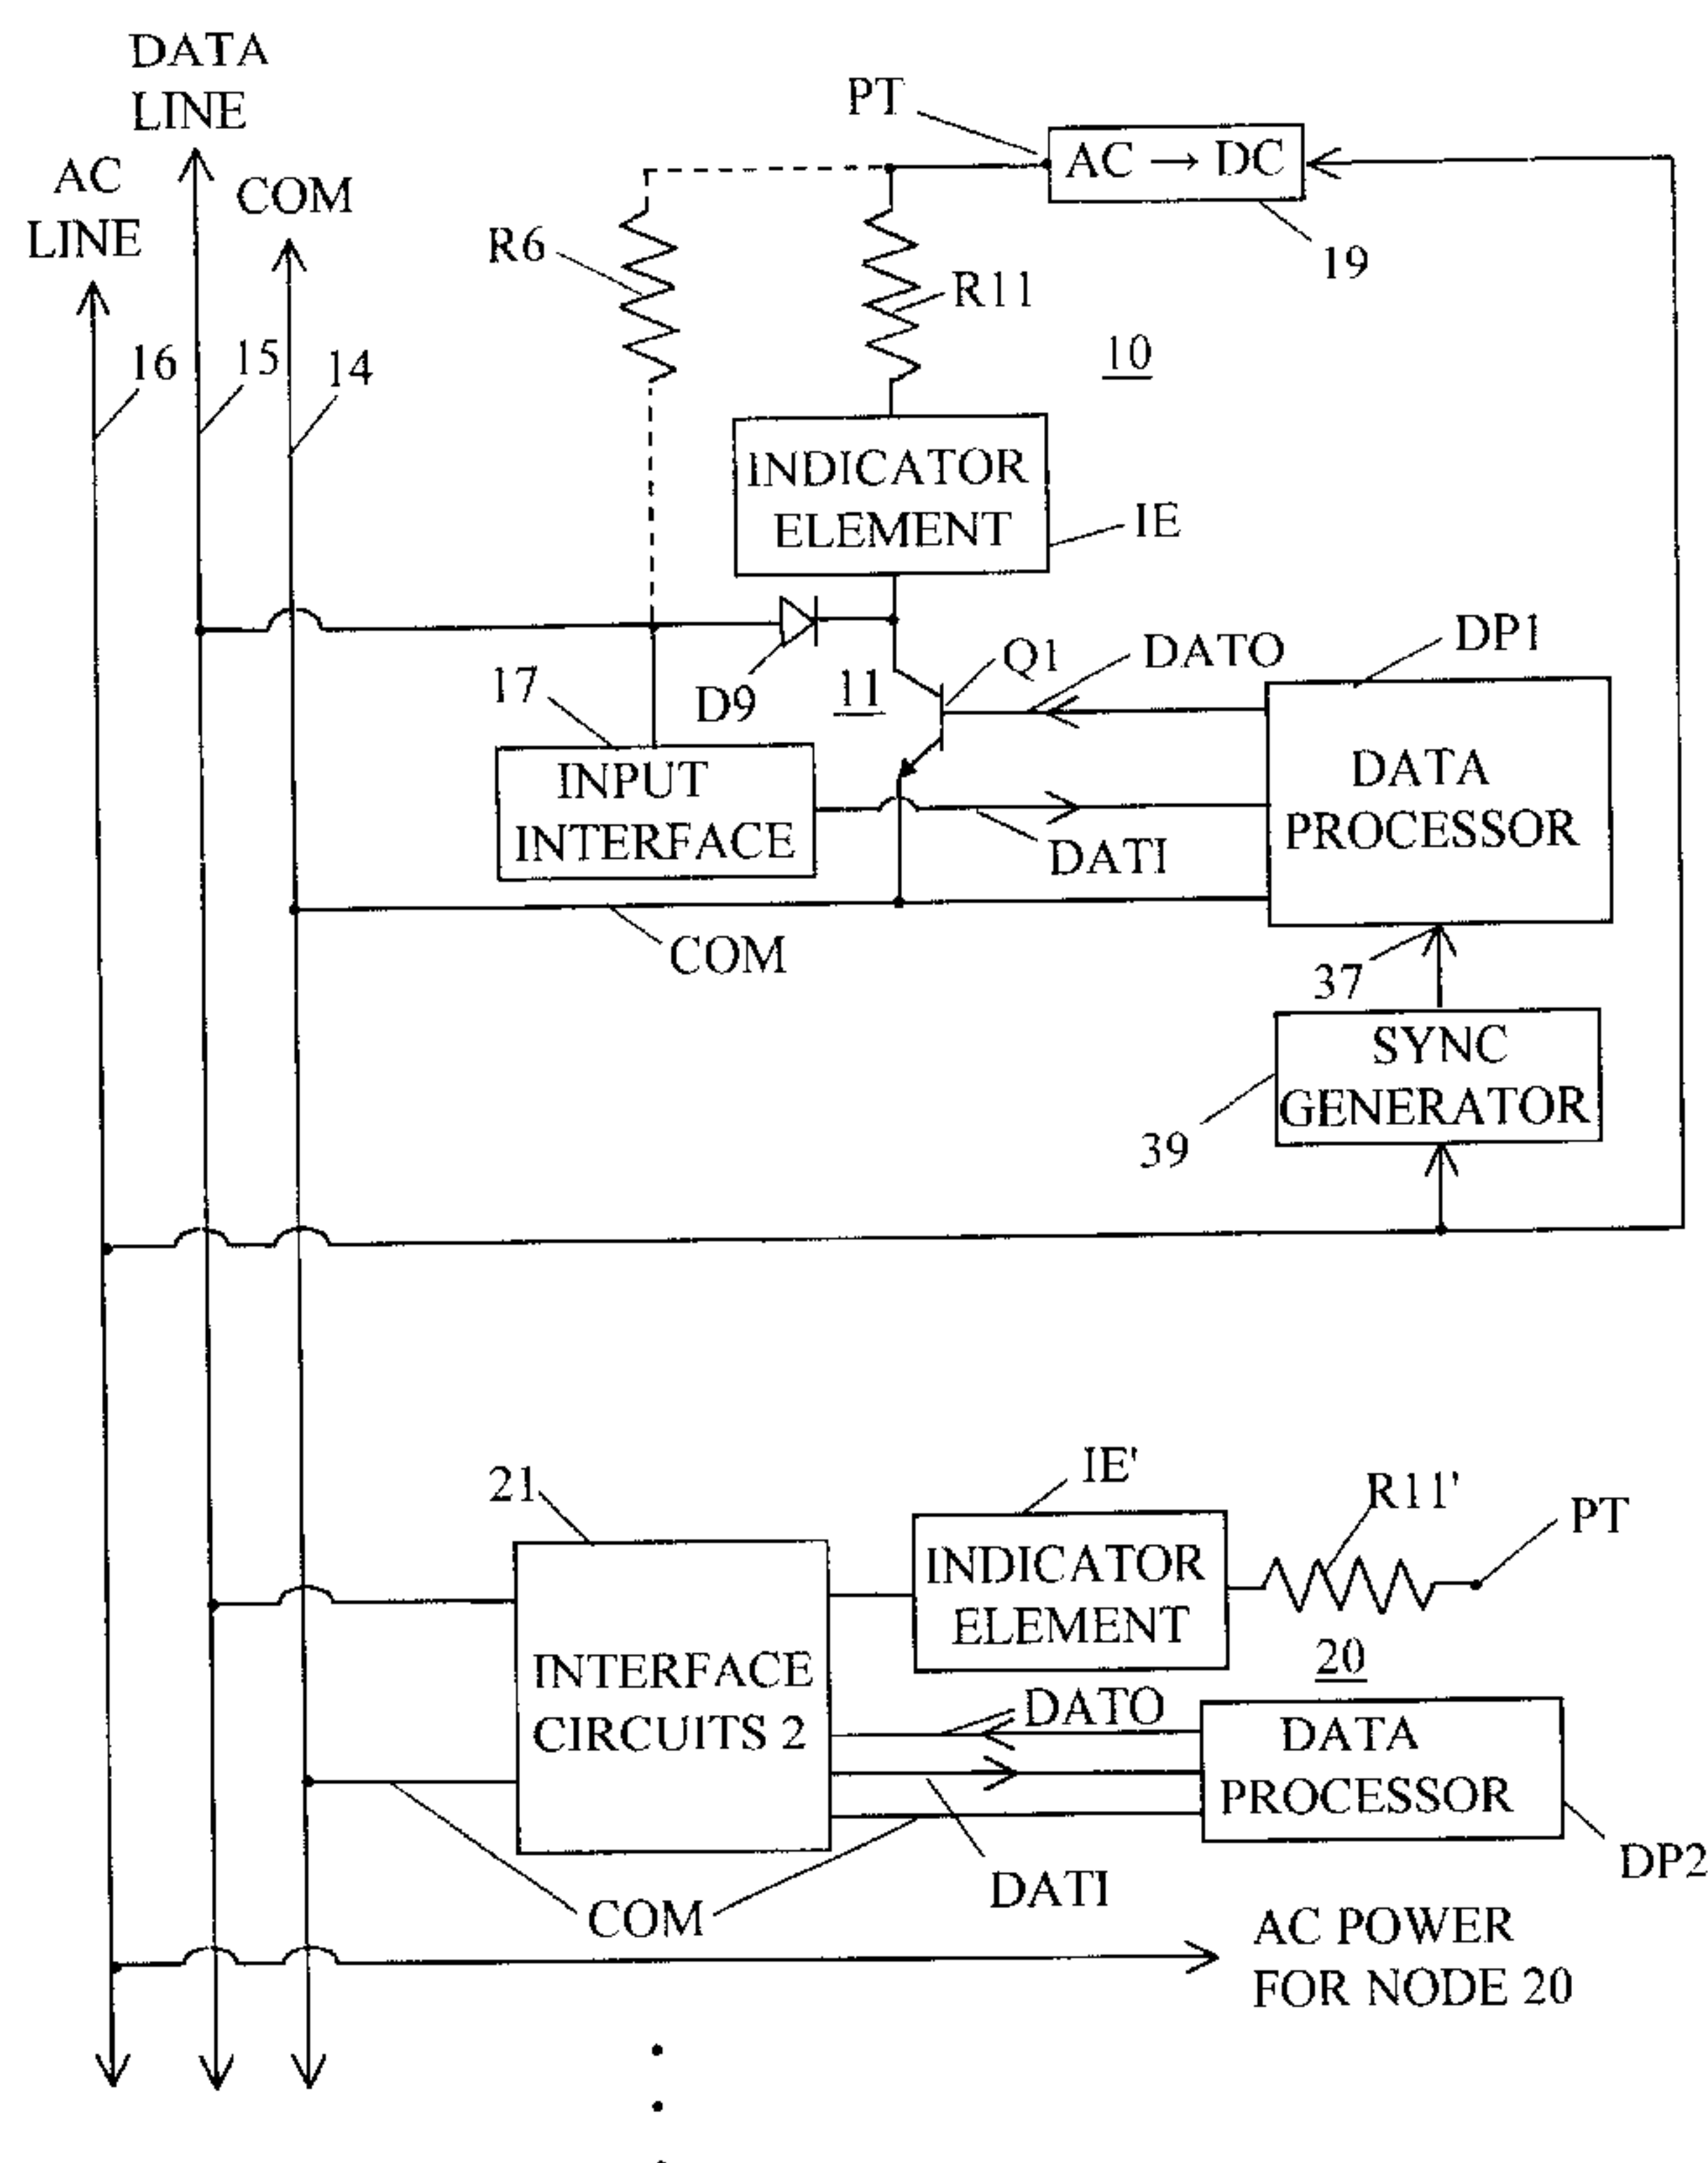 DATA
LINE
AC
LINE
COM
PT
AC → DC
19
R6
R11
10
16
15
14
INDICATOR
ELEMENT
IE
DP1
Q1
DATO
17
D9
11
INPUT
INTERFACE
DATA
PROCESSOR
DATI
COM
37
SYNC
GENERATOR
39
21
IE'
R11'
PT
INDICATOR
ELEMENT
20
INTERFACE
CIRCUITS 2
DATO
DATA
PROCESSOR
DP2
DATI
COM
AC POWER
FOR NODE 20